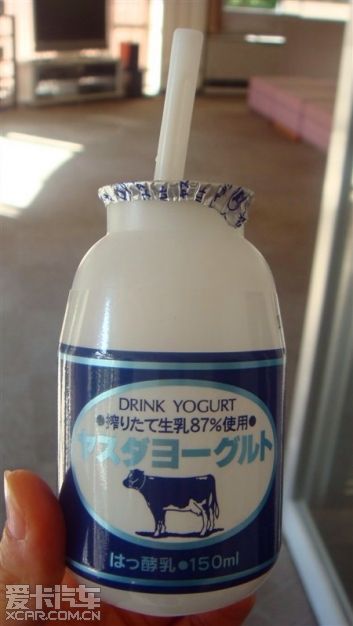 DRINK YOGURT
●搾りたて生乳87%使用●
ヤスダヨーグルト
はっ酵乳●150ml
爱卡汽车
XCAR.COM.CN